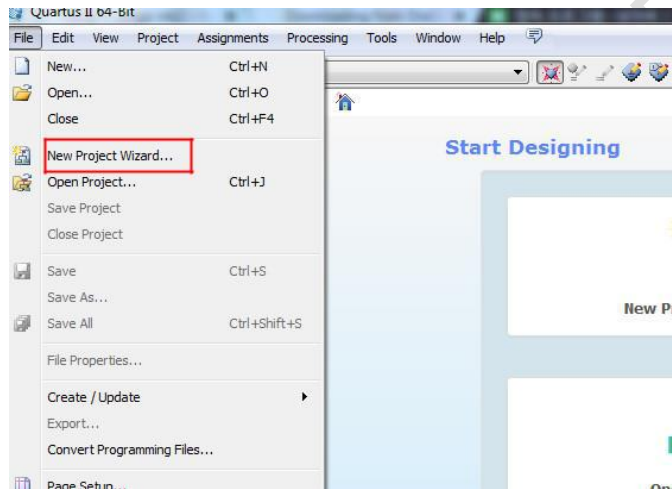 Quartus II 64-Bit
File Edit View Project Assignments Processing Tools Window Help
New... Ctrl+N
Open... Ctrl+O
Close Ctrl+F4
New Project Wizard...
Open Project... Ctrl+J
Save Project
Close Project
Save Ctrl+S
Save As...
Save All Ctrl+Shift+S
File Properties...
Create / Update
Export...
Convert Programming Files...
Page Setup...
Start Designing
New P